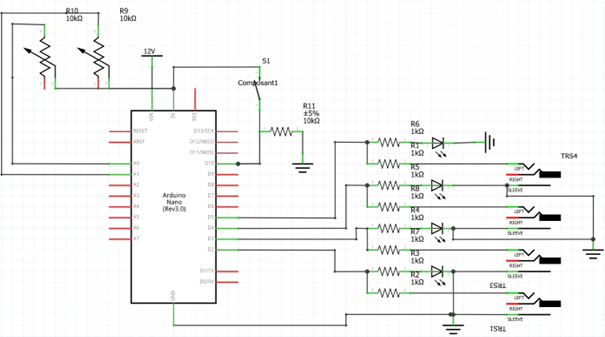 R10
10kΩ
R9
10kΩ
12V
S1
Composant1
R11
±5%
10kΩ
VIN
5V
3V3
RESET
AREF
A0
A1
A2
A3
A4
A5
A6
A7
D13/SCK
D12/MISO
D11/MOSI
D10
D9
D8
D7
D6
D5
D4
D3
D2
D1/TX
D0/RX
GND
Arduino
Nano
(Rev3.0)
R6
1kΩ
R1
1kΩ
R5
1kΩ
R8
1kΩ
R4
1kΩ
R7
1kΩ
R3
1kΩ
R2
1kΩ
TRS4
LEFT
RIGHT
SLEEVE
LEFT
RIGHT
SLEEVE
LEFT
RIGHT
SLEEVE
TRS3
LEFT
RIGHT
SLEEVE
TRS1